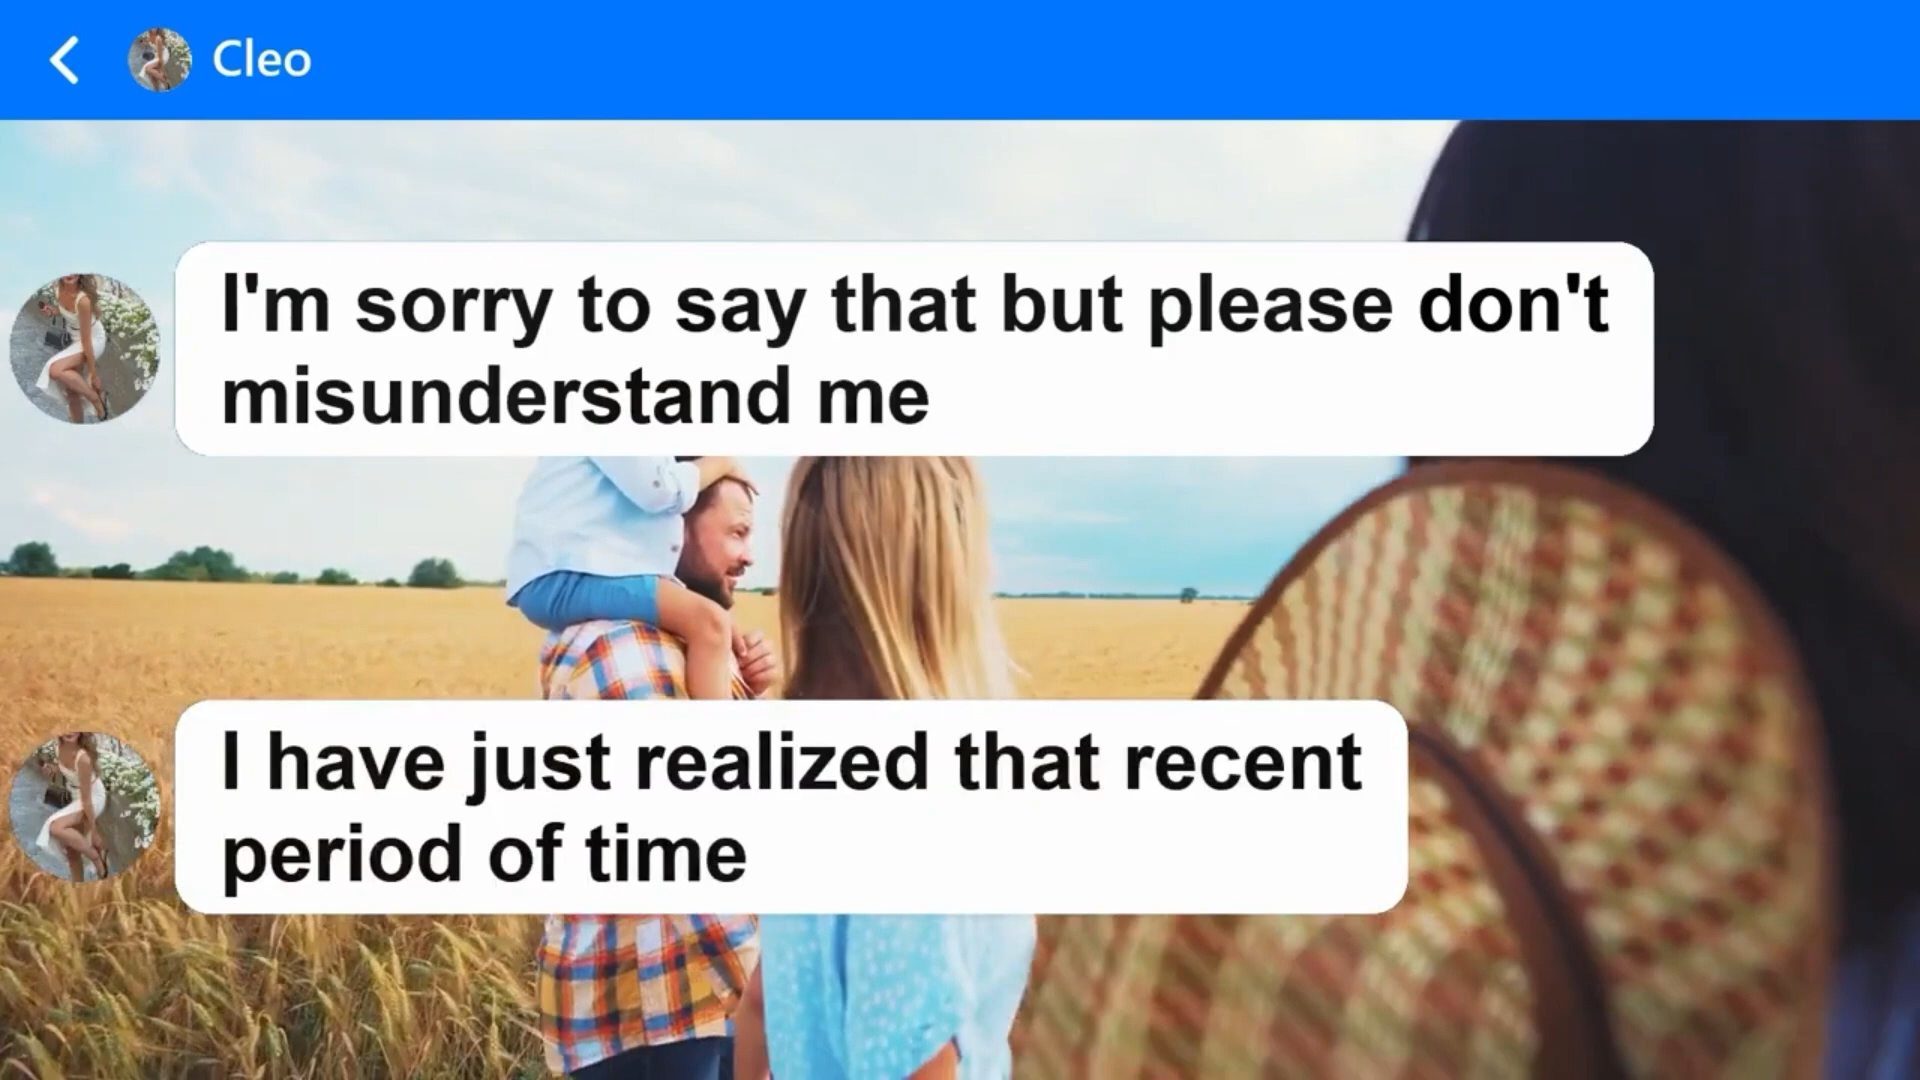 Cleo
I'm sorry to say that but please don't
misunderstand me
I have just realized that recent
period of time